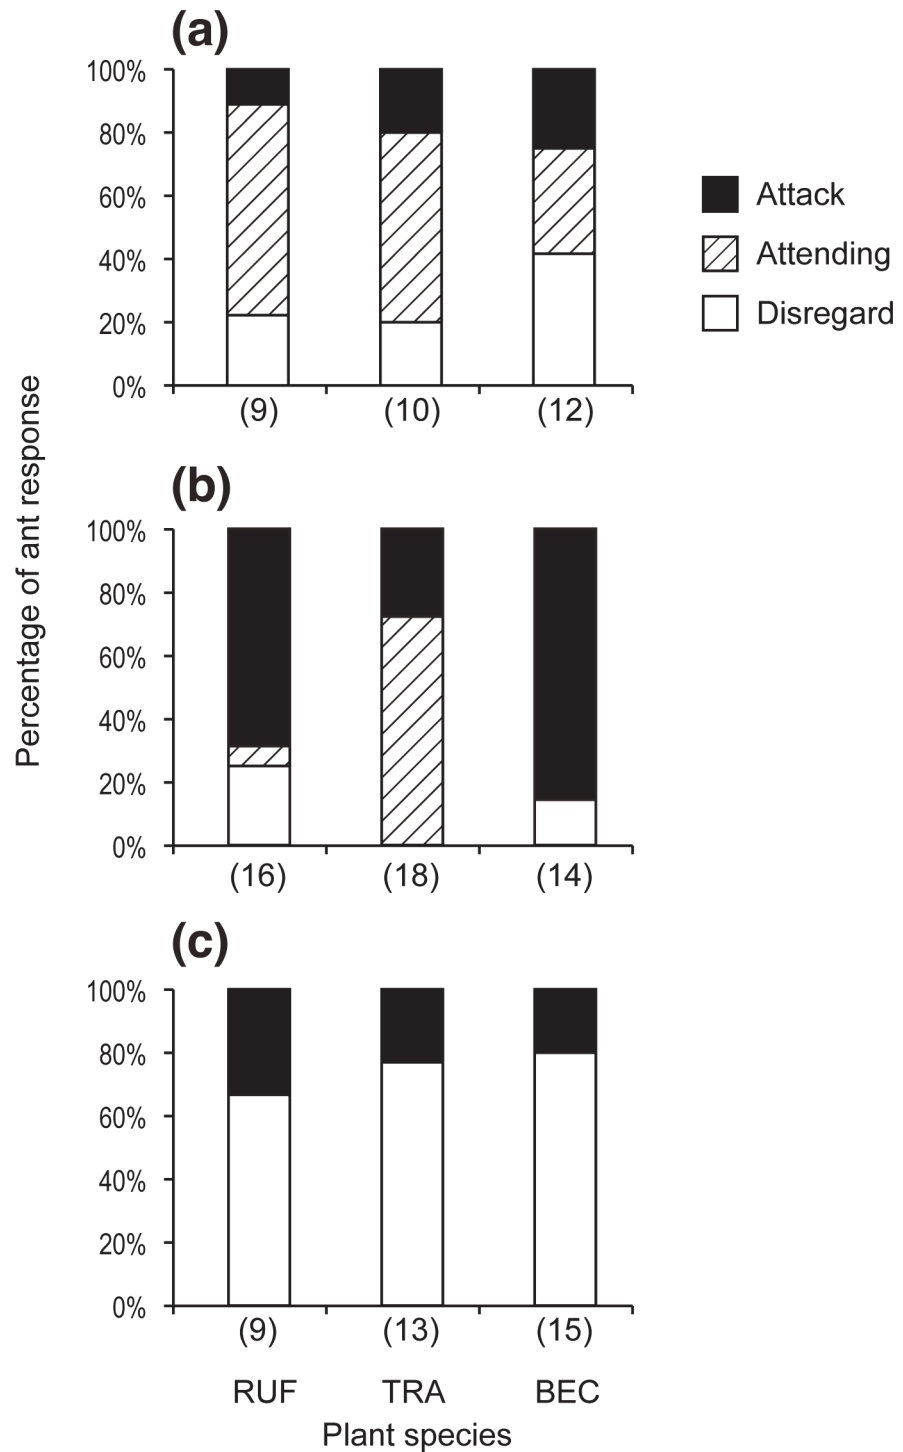 (a)
100%
80%
60%
40%
20%
0%
(9) (10) (12)
Attack
Attending
Disregard
Percentage of ant response
(b)
100%
80%
60%
40%
20%
0%
(16) (18) (14)
(c)
100%
80%
60%
40%
20%
0%
(9) (13) (15)
RUF TRA BEC
Plant species